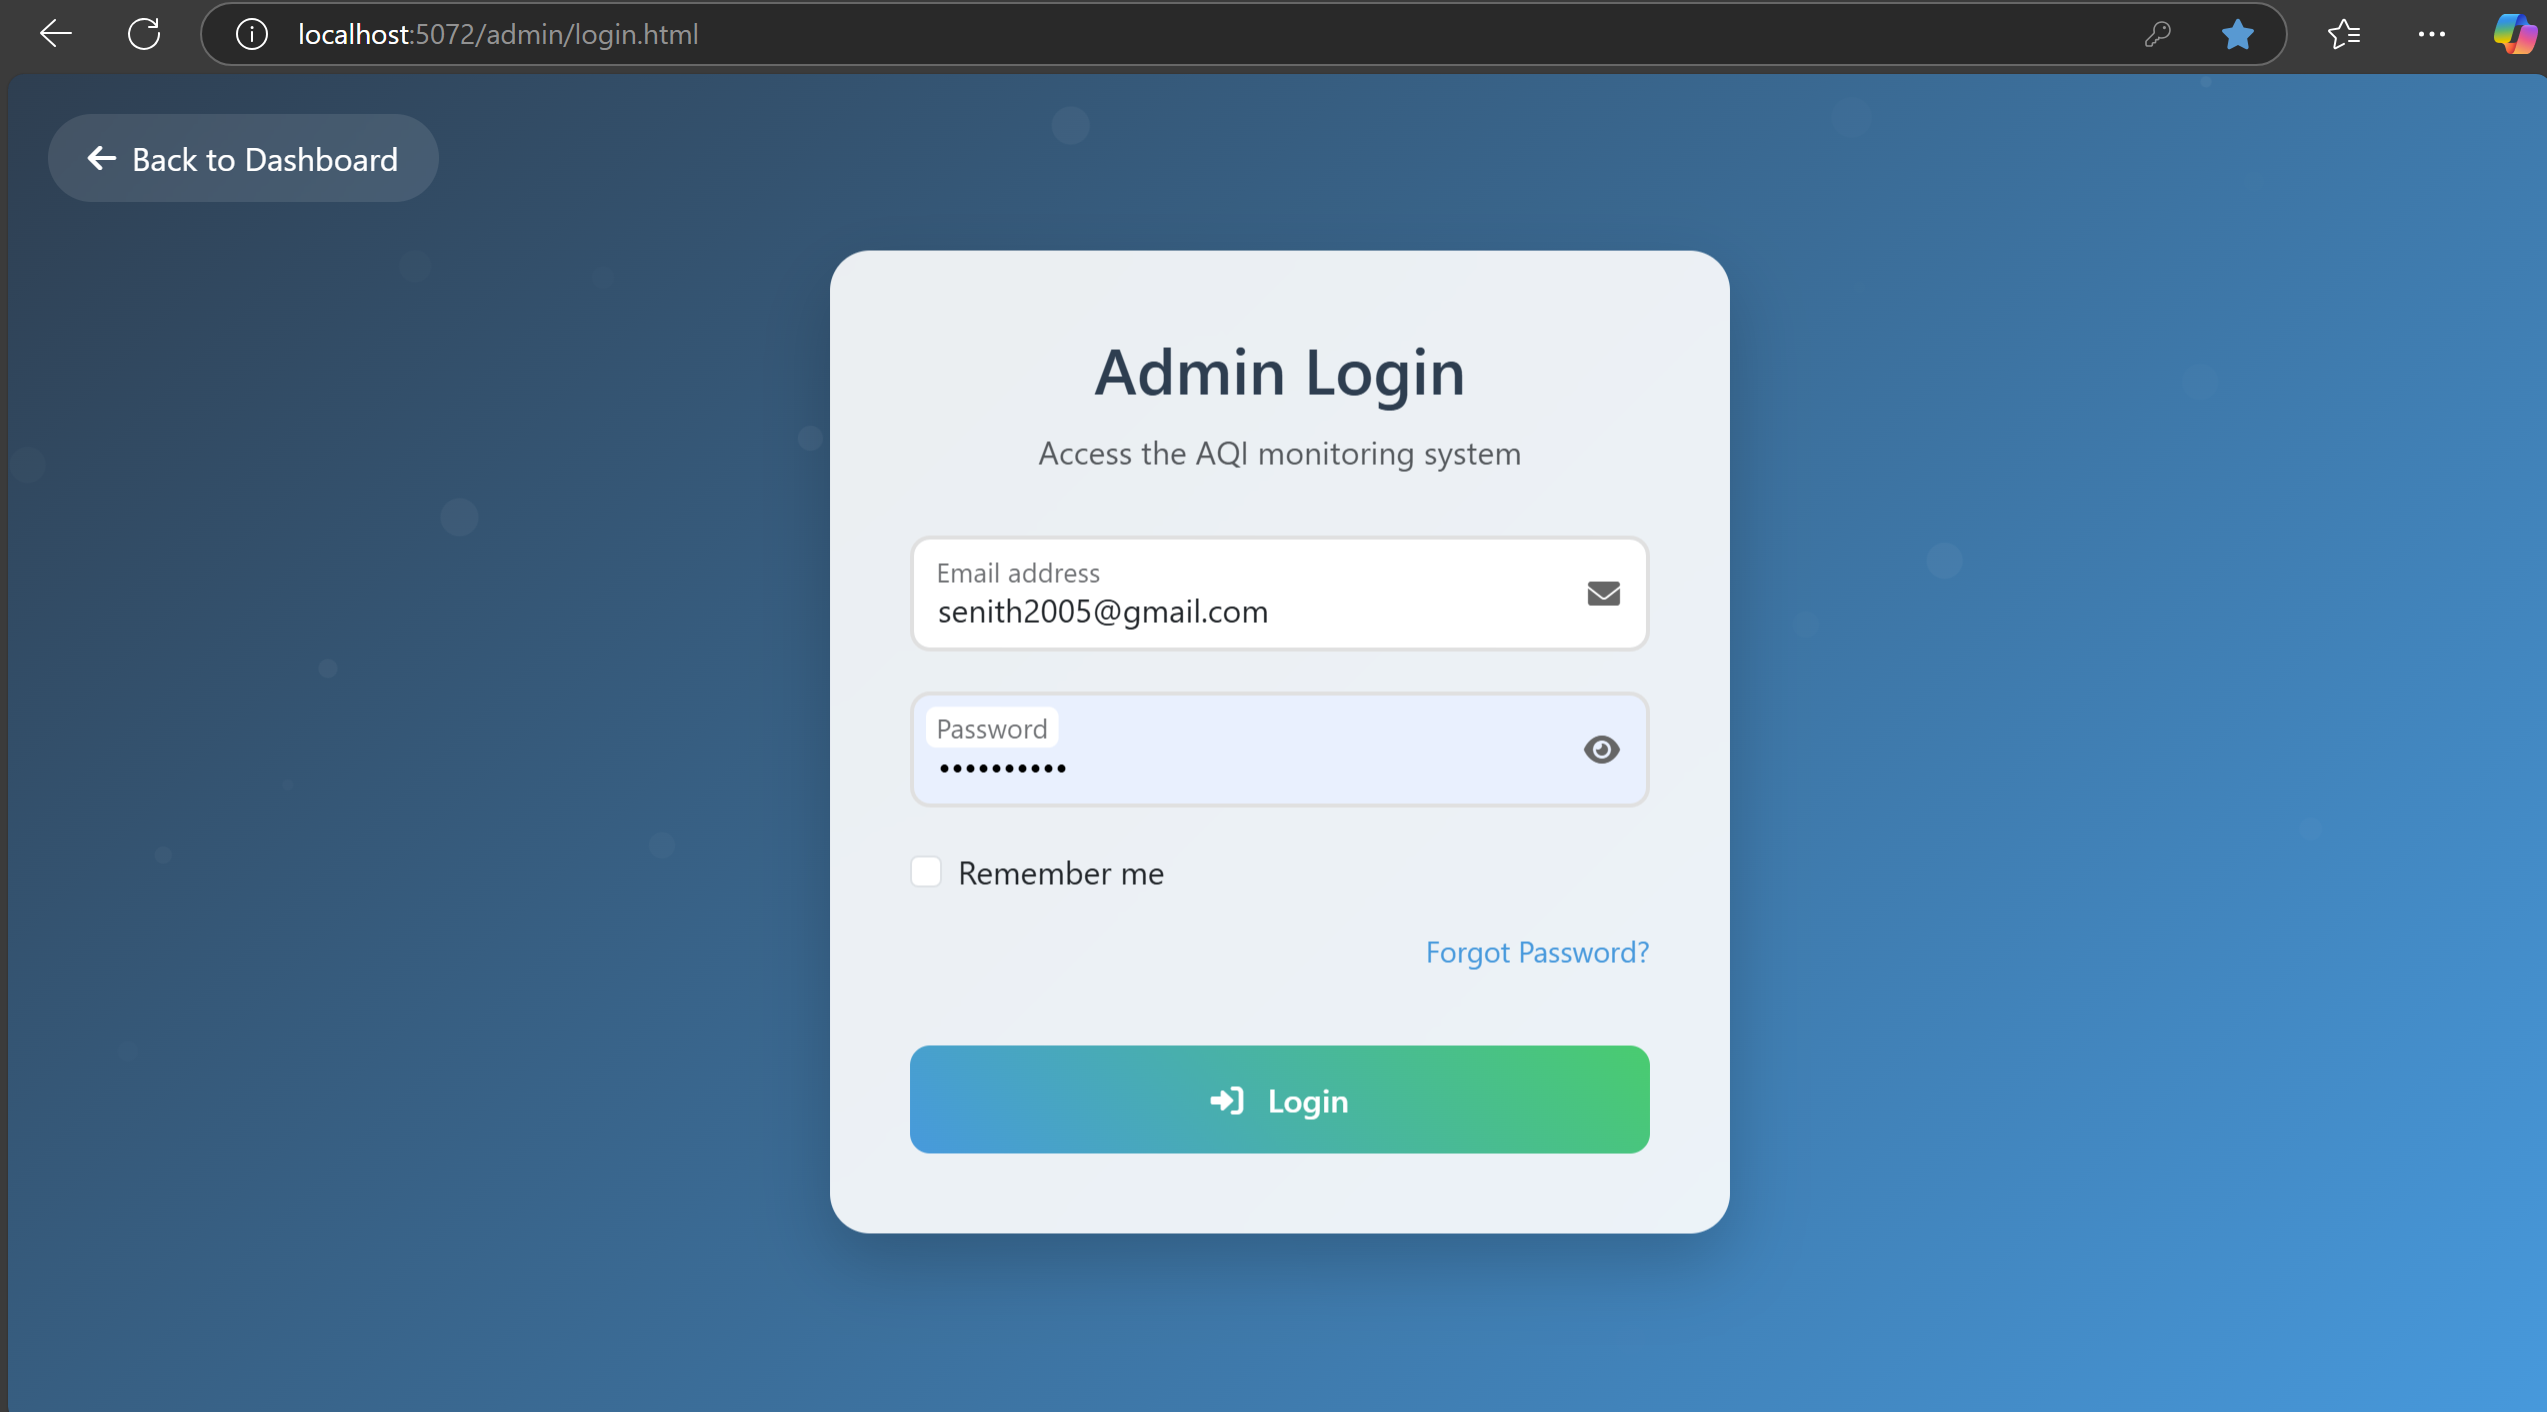 localhost:5072/admin/login.html
Back to Dashboard
Admin Login
Access the AQI monitoring system
Email address
senith2005@gmail.com
Password
••••••••••
Remember me
Forgot Password?
Login